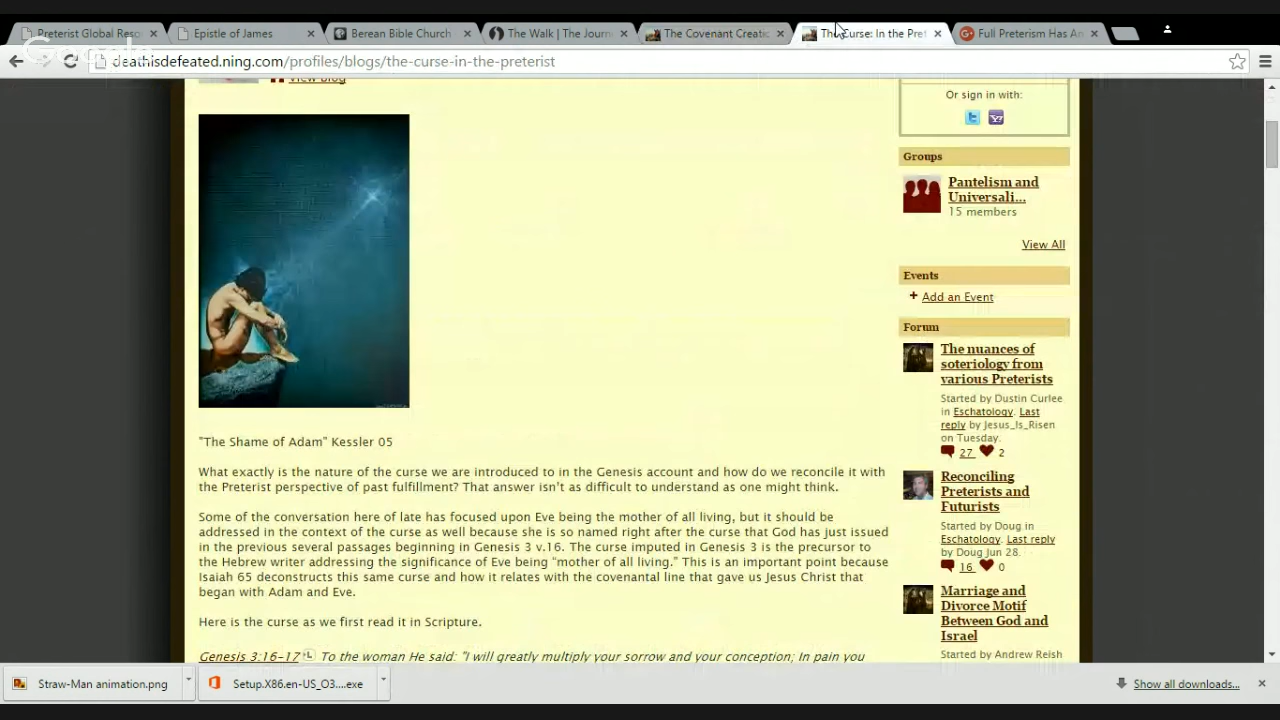 Preterist Global Reso
Epistle of James
Berean Bible Church
The Walk | The Journ
The Covenant Creatic
The Curse: In the Pret
Full Preterism Has An
deathisdefeated.ning.com/profiles/blogs/the-curse-in-the-preterist
View Blog
Or sign in with:
Groups
Pantelism and
Universali...
15 members
View All
Events
+ Add an Event
Forum
The nuances of
soteriology from
various Preterists
Started by Dustin Curlee
in Eschatology. Last
reply by Jesus_Is_Risen
on Tuesday.
27 2
Reconciling
Preterists and
Futurists
Started by Doug in
Eschatology. Last reply
by Doug Jun 28.
16 0
Marriage and
Divorce Motif
Between God and
Israel
Started by Andrew Reish
"The Shame of Adam" Kessler 05
What exactly is the nature of the curse we are introduced to in the Genesis account and how do we reconcile it with
the Preterist perspective of past fulfillment? That answer isn't as difficult to understand as one might think.
Some of the conversation here of late has focused upon Eve being the mother of all living, but it should be
addressed in the context of the curse as well because she is so named right after the curse that God has just issued
in the previous several passages beginning in Genesis 3 v.16. The curse imputed in Genesis 3 is the precursor to
the Hebrew writer addressing the significance of Eve being "mother of all living." This is an important point because
Isaiah 65 deconstructs this same curse and how it relates with the covenantal line that gave us Jesus Christ that
began with Adam and Eve.
Here is the curse as we first read it in Scripture.
Genesis 3:16-17 To the woman He said: "I will greatly multiply your sorrow and your conception; In pain you
Straw-Man animation.png
Setup.X86.en-US_O3....exe
Show all downloads...